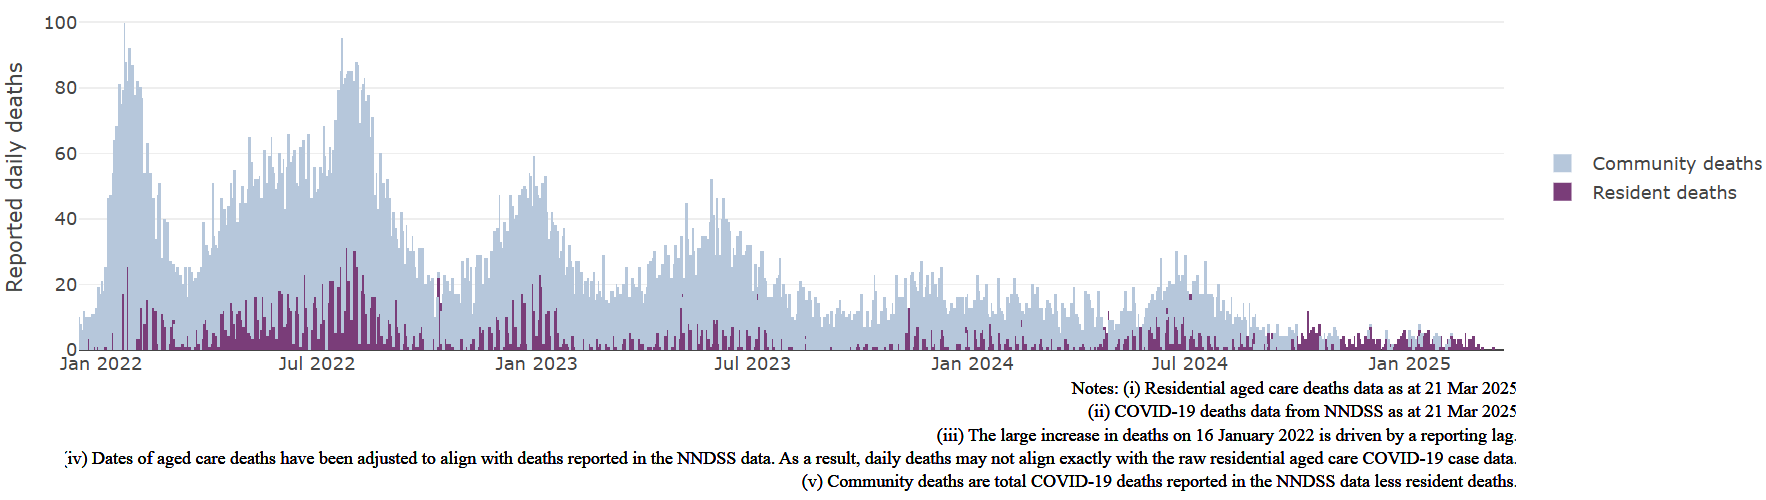 Reported daily deaths
100
80
60
40
20
0
Jan 2022 Jul 2022 Jan 2023 Jul 2023 Jan 2024 Jul 2024 Jan 2025
Community deaths
Resident deaths
Notes: (i) Residential aged care deaths data as at 21 Mar 2025
(ii) COVID-19 deaths data from NNDSS as at 21 Mar 2025
(iii) The large increase in deaths on 16 January 2022 is driven by a reporting lag.
(iv) Dates of aged care deaths have been adjusted to align with deaths reported in the NNDSS data. As a result, daily deaths may not align exactly with the raw residential aged care COVID-19 case data.
(v) Community deaths are total COVID-19 deaths reported in the NNDSS data less resident deaths.